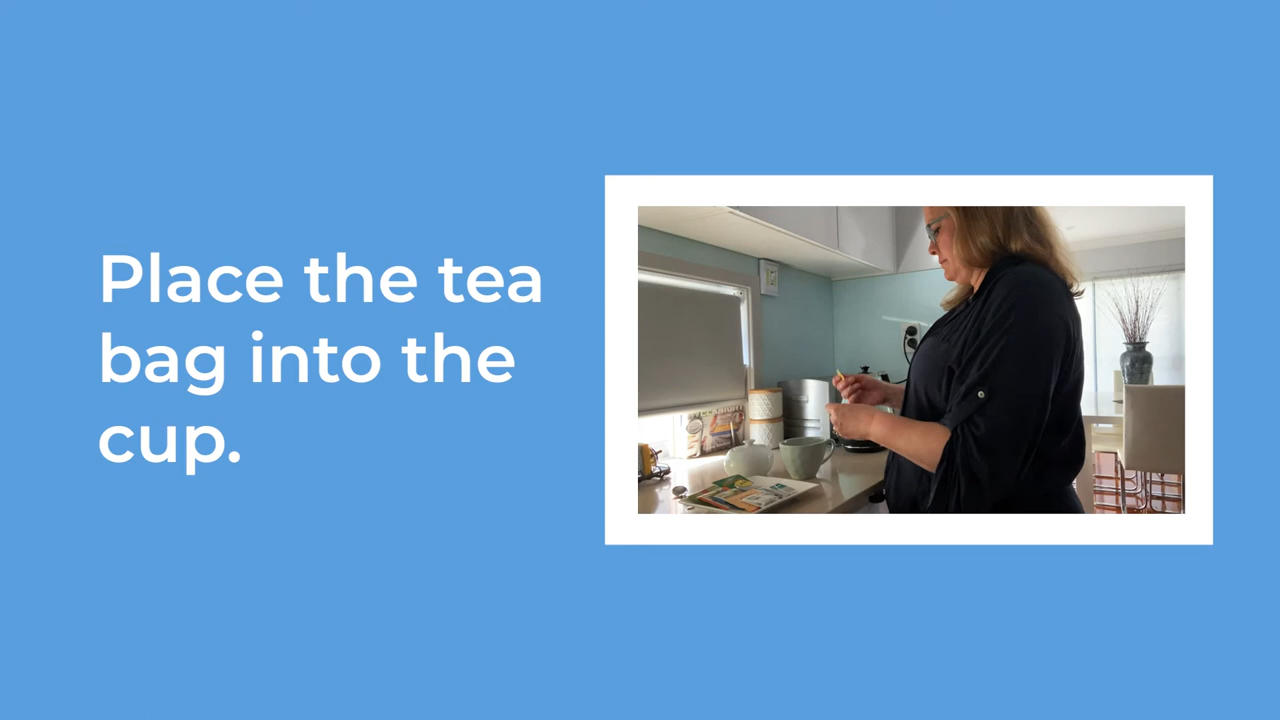 Place the tea
bag into the
cup.